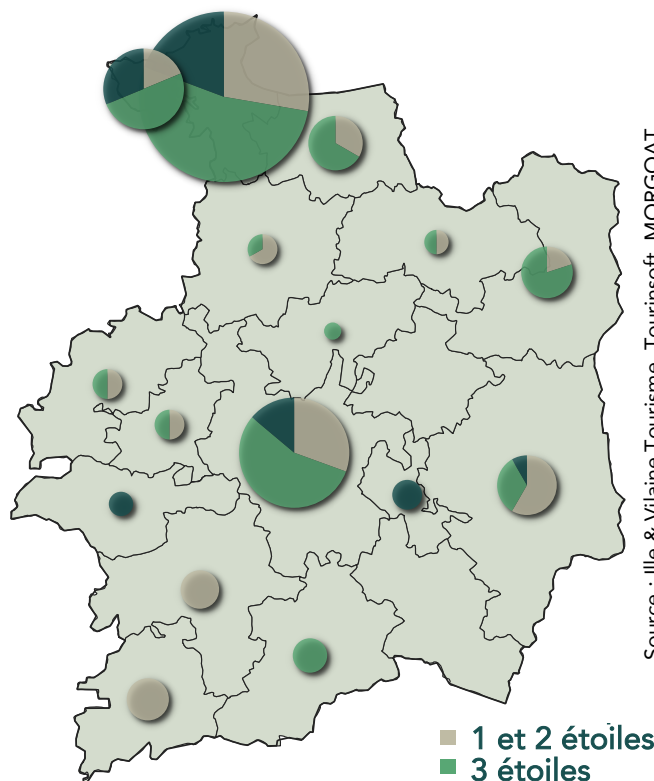 Source : Ille & Vilaine Tourisme, Tourinsoft, MORGOAT
1 et 2 étoiles
3 étoiles